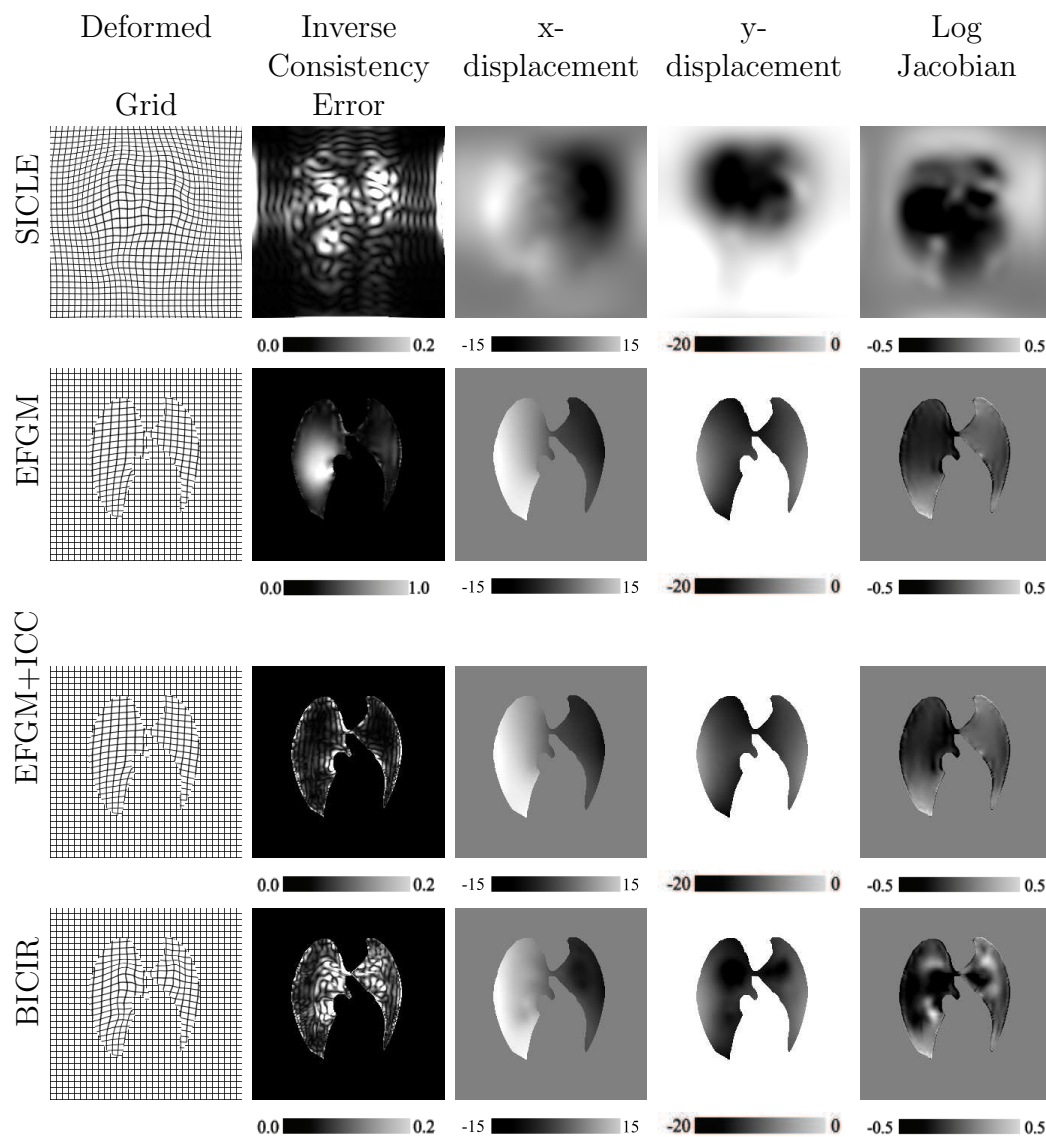 Deformed
Grid
Inverse
Consistency
Error
x-
displacement
y-
displacement
Log
Jacobian
SICLE
0.0 0.2
-15 15
-20 0
-0.5 0.5
EFGM
0.0 1.0
-15 15
-20 0
-0.5 0.5
EFGM+ICC
0.0 0.2
-15 15
-20 0
-0.5 0.5
BICIR
0.0 0.2
-15 15
-20 0
-0.5 0.5